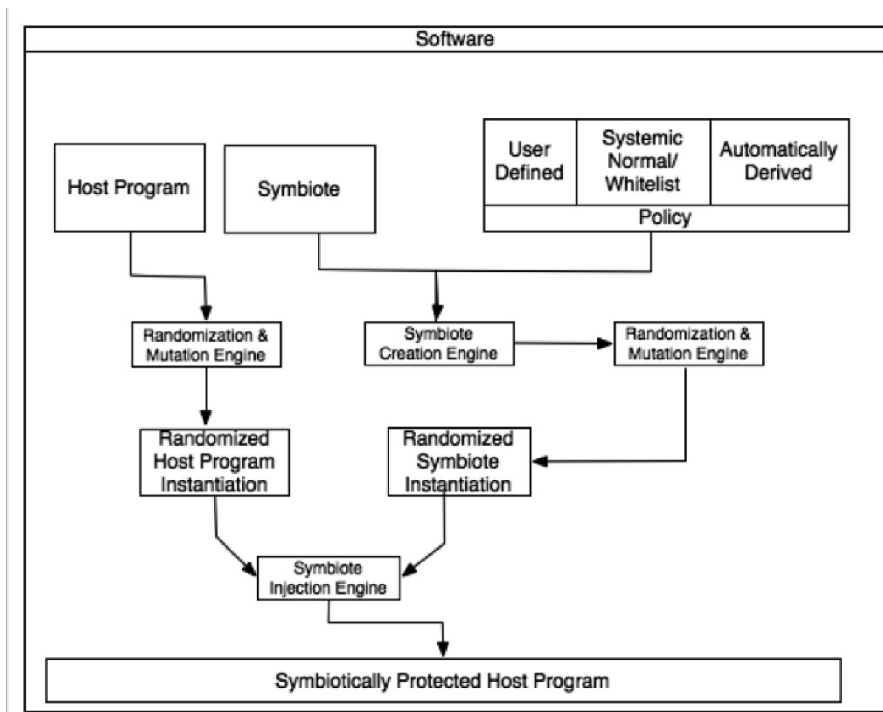 Software
Host Program
Symbiote
User
Defined
Systemic
Normal/
Whitelist
Automatically
Derived
Policy
Randomization &
Mutation Engine
Symbiote
Creation Engine
Randomization &
Mutation Engine
Randomized
Host Program
Instantiation
Randomized
Symbiote
Instantiation
Symbiote
Injection Engine
Symbiotically Protected Host Program